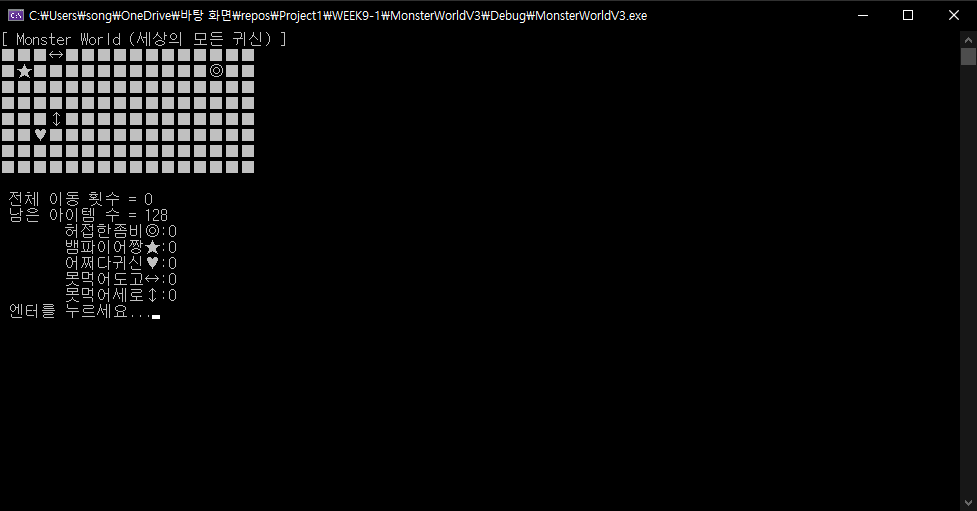 C:₩Users₩song₩OneDrive₩바탕 화면₩repos₩Project1₩WEEK9-1₩MonsterWorldV3₩Debug₩MonsterWorldV3.exe
[ Monster World (세상의 모든 귀신) ]
■■■↔■■■■■■■■■■■■
■★■■■■■■■■■■■◎■■
■■■■■■■■■■■■■■■■
■■■■■■■■■■■■■■■■
■■■↕■■■■■■■■■■■■
■■♥■■■■■■■■■■■■■
■■■■■■■■■■■■■■■■
■■■■■■■■■■■■■■■■
전체 이동 횟수 = 0
남은 아이템 수 = 128
허접한좀비◎:0
뱀파이어짱★:0
어쩌다귀신♥:0
못먹어도고↔:0
못먹어세로↕:0
엔터를 누르세요...